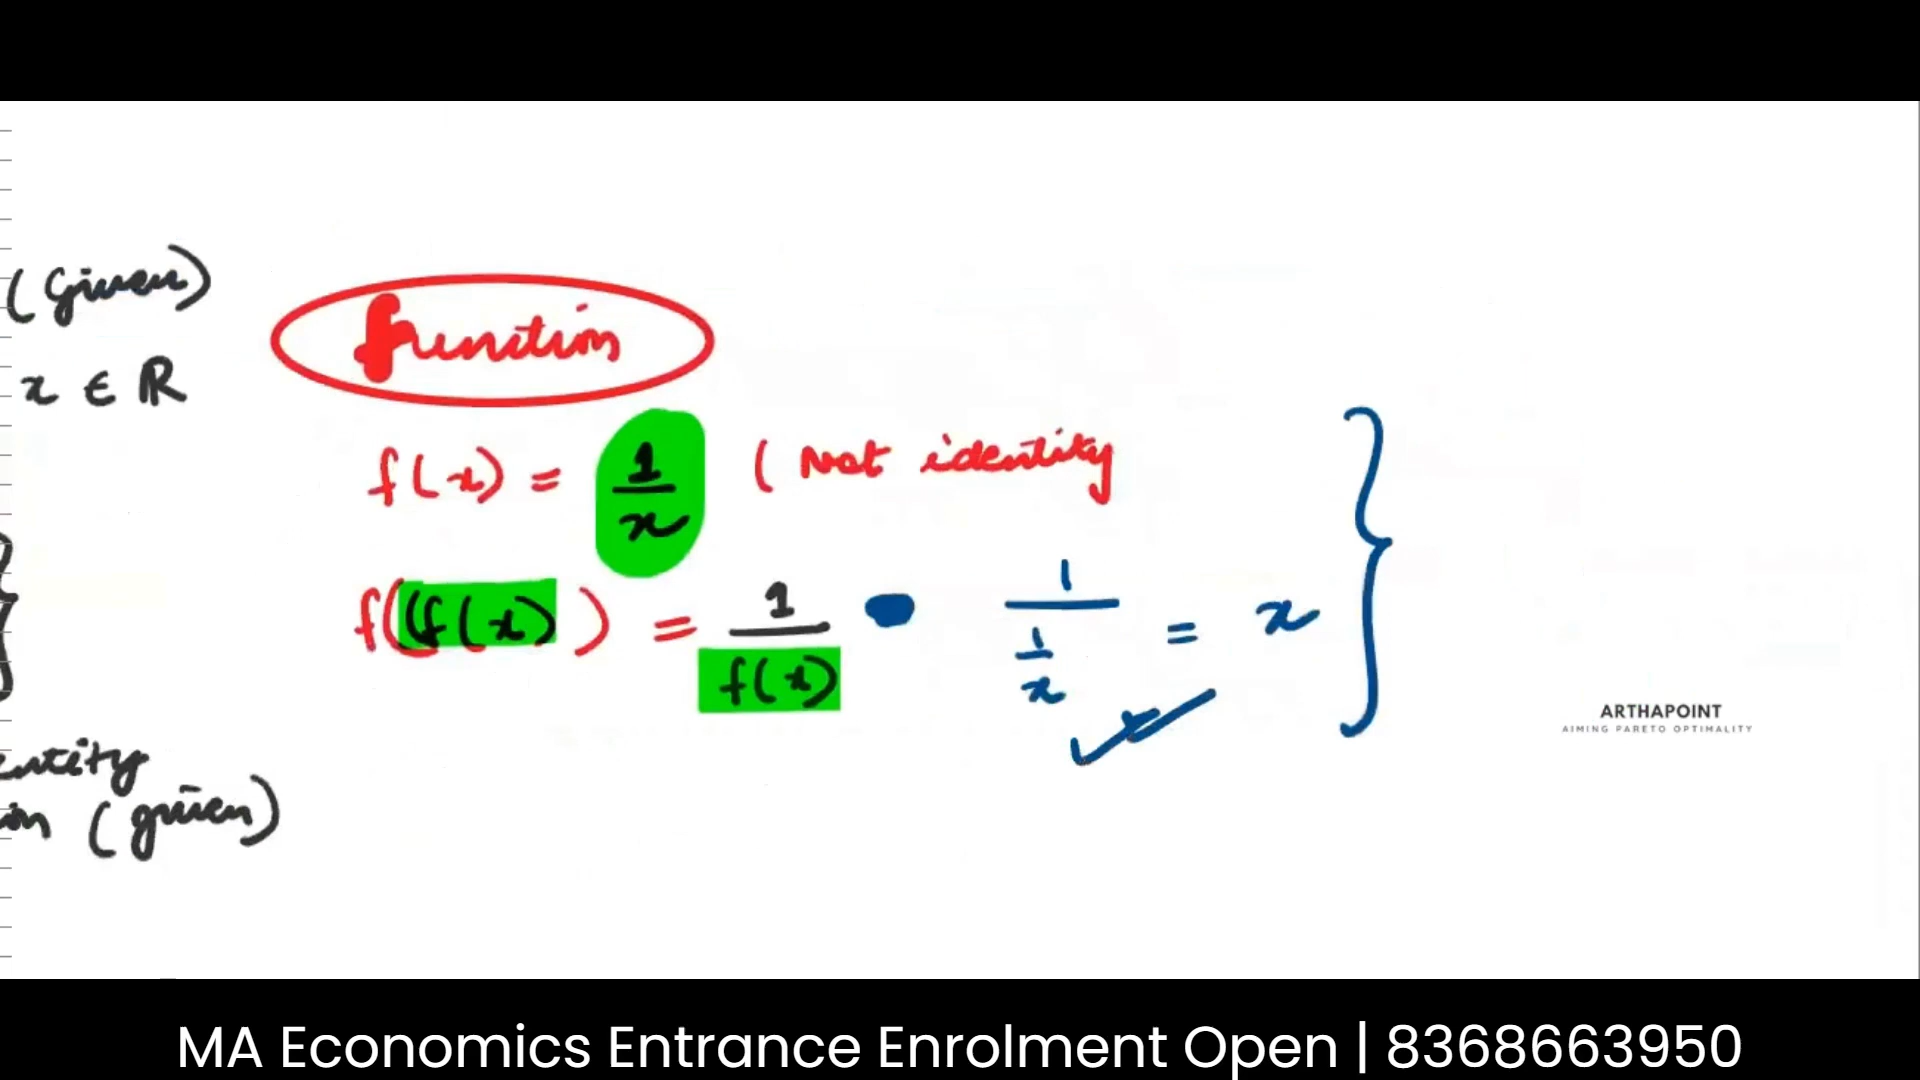 (Given)
function
x ∈ ℝ
f(x) = 1/x (Not identity
f((f(x)) = 1/f(x) 1/(1/x) = x }
ARTHAPOINT
AIMING PARETO OPTIMALITY
entity
on (given)
MA Economics Entrance Enrolment Open | 8368663950